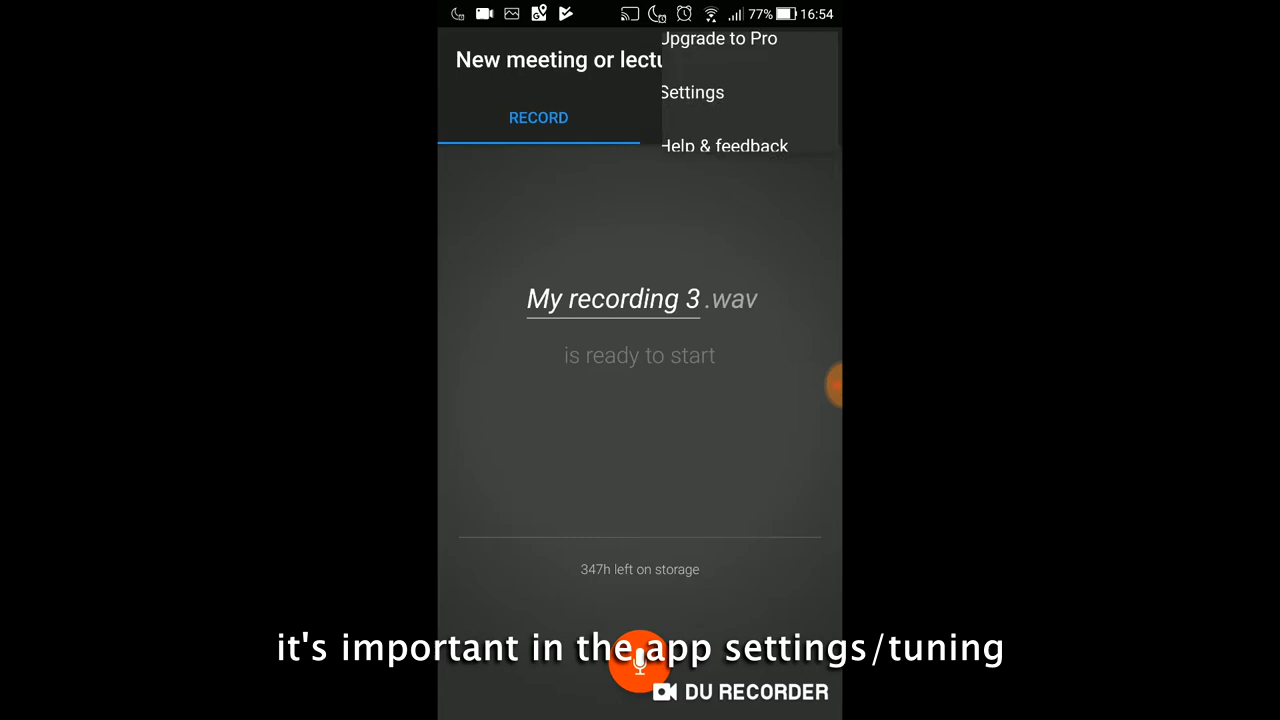 77% 16:54
New meeting or lectu
Upgrade to Pro
Settings
Help & feedback
RECORD
My recording 3 .wav
is ready to start
347h left on storage
it's important in the app settings/tuning
DU RECORDER